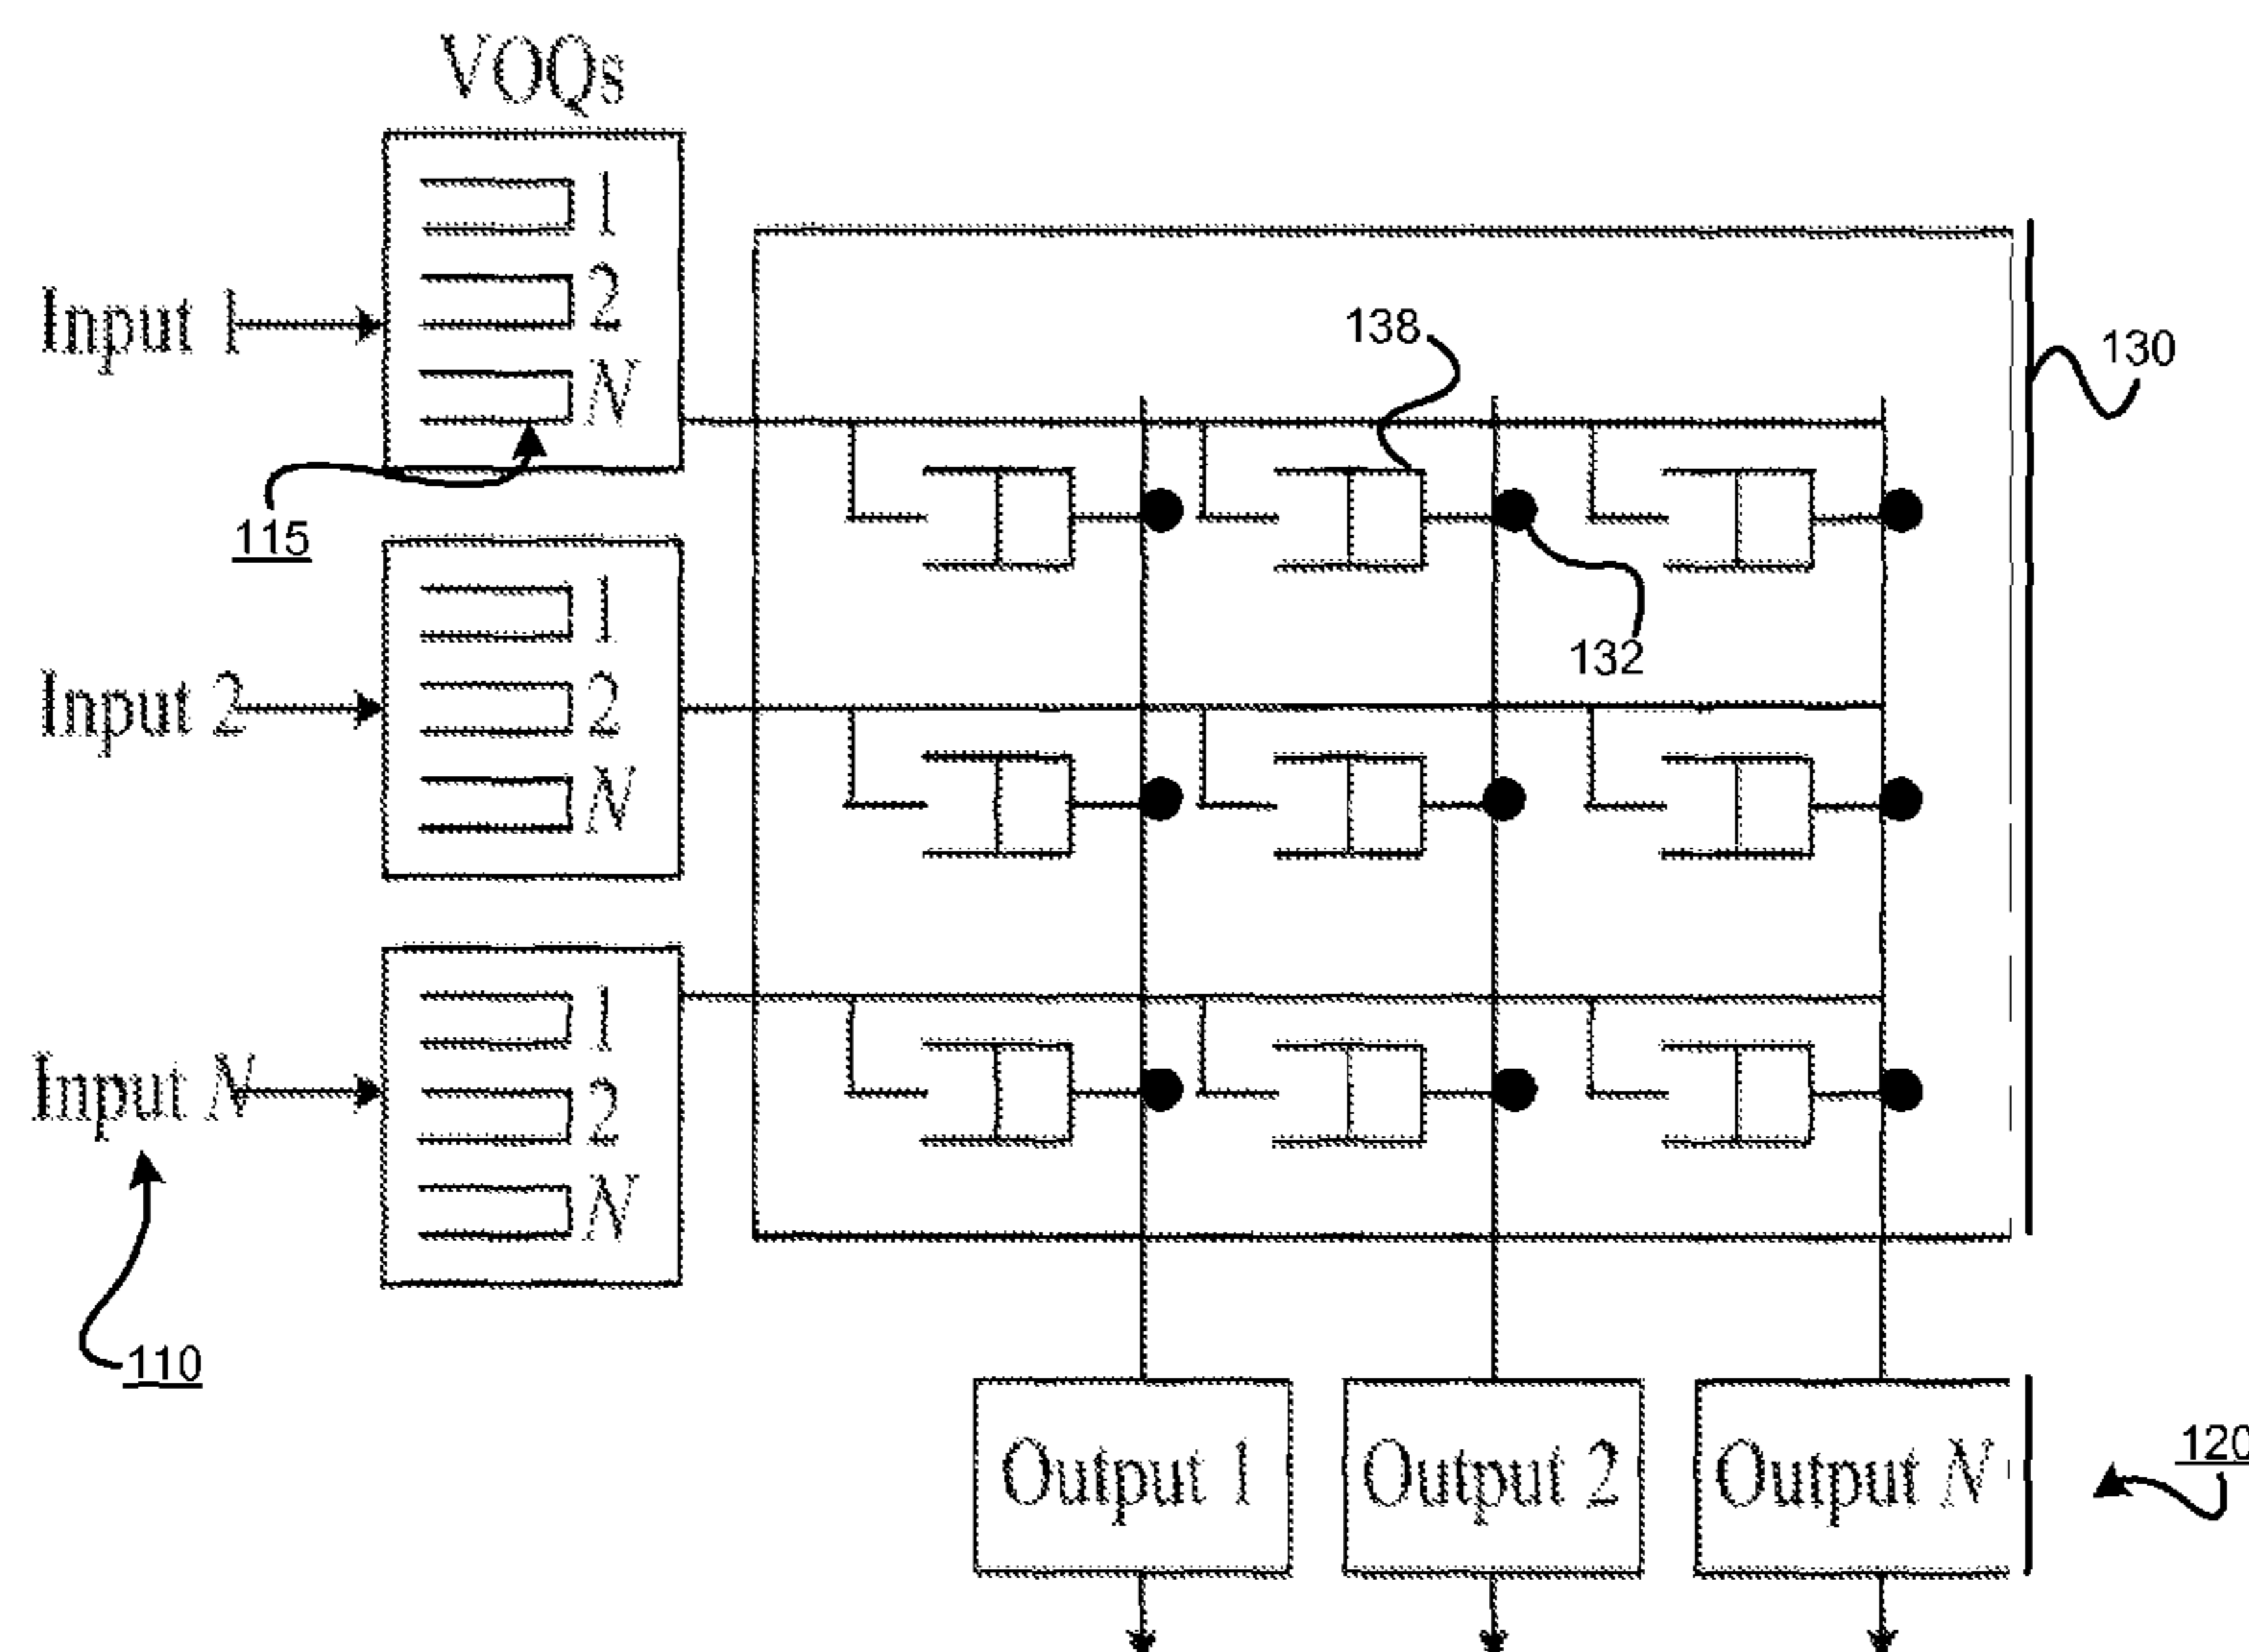 VOQs
1
2
N
Input 1
115
138
130
132
1
2
N
Input 2
1
2
N
Input N
110
Output 1
Output 2
Output N
120